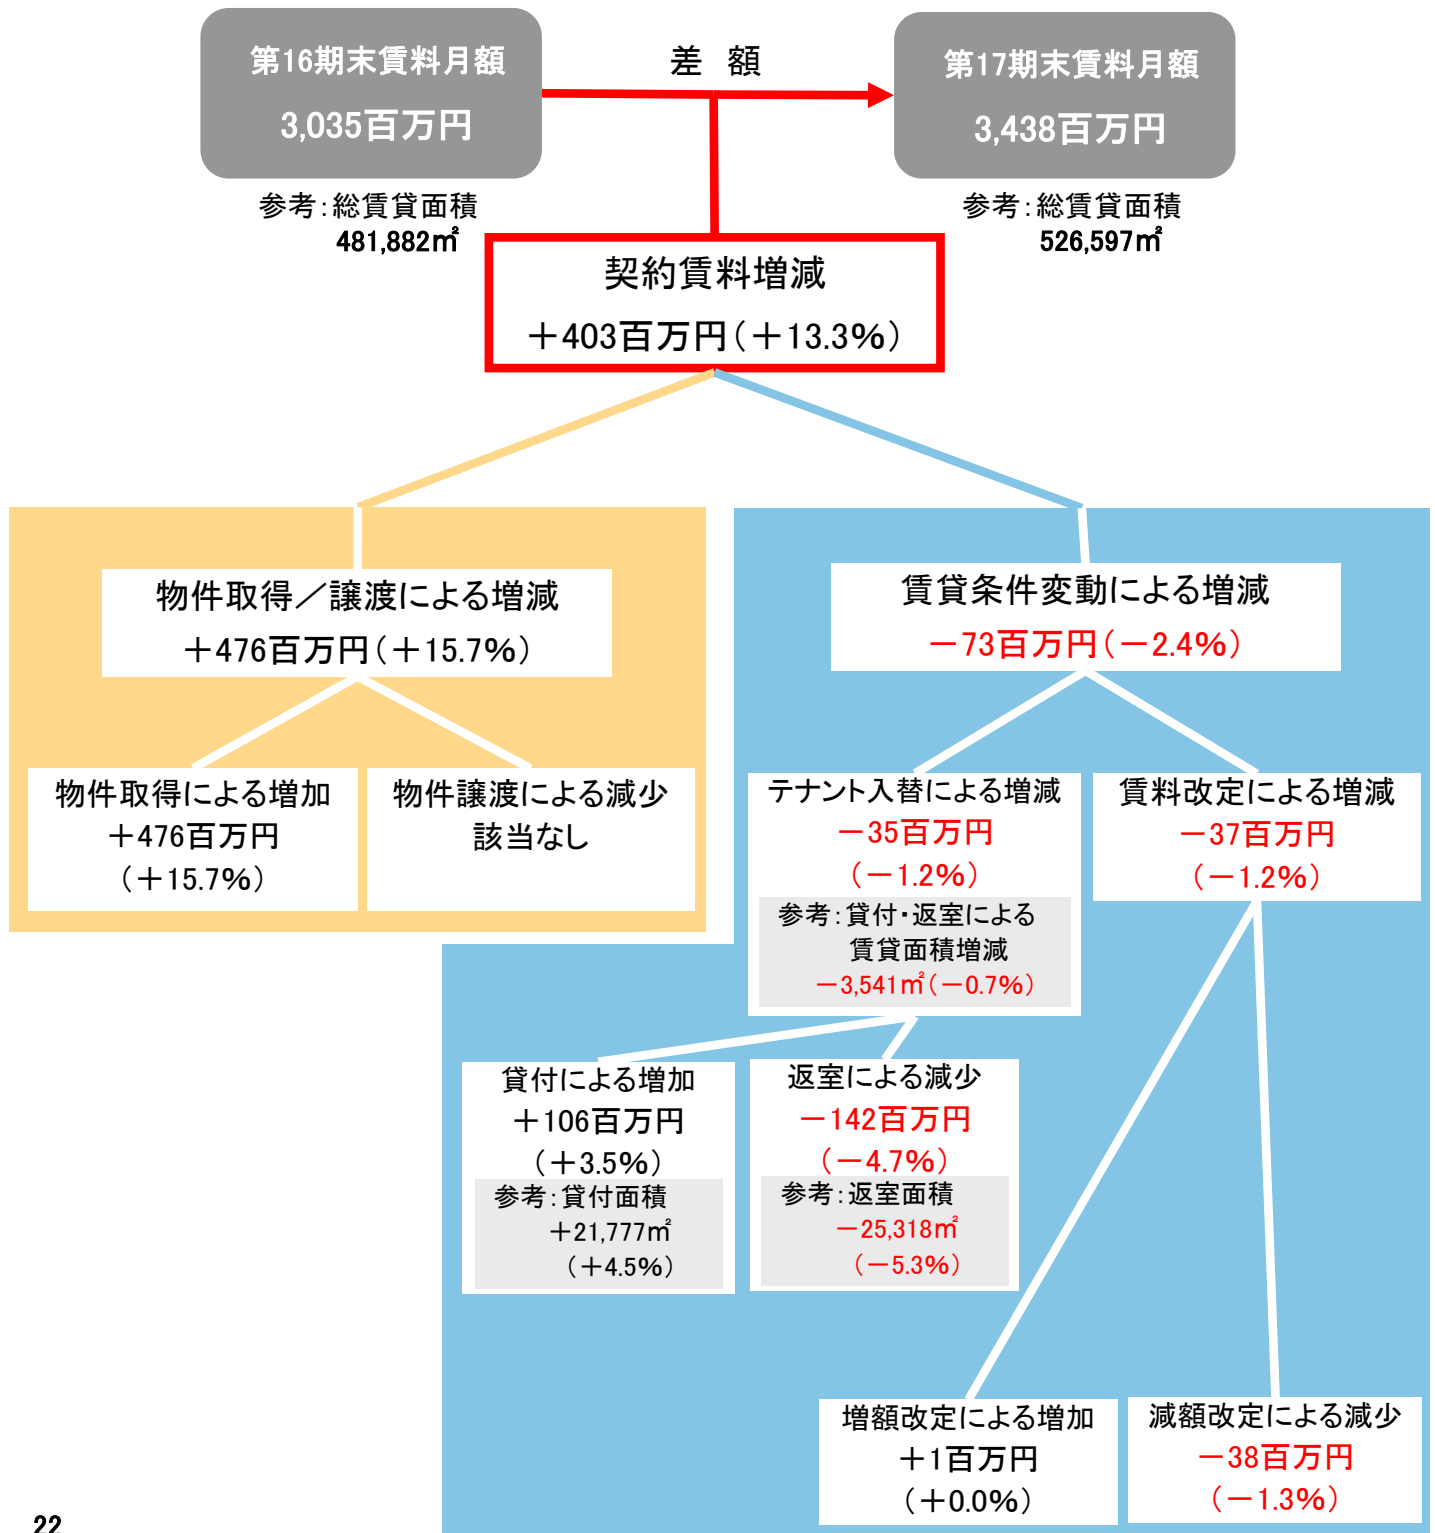 第16期末賃料月額
3,035百万円
差　額
第17期末賃料月額
3,438百万円
参考：総賃貸面積
481,882㎡
参考：総賃貸面積
526,597㎡
契約賃料増減
＋403百万円（＋13.3％）
物件取得／譲渡による増減
＋476百万円（＋15.7％）
物件取得による増加
＋476百万円
（＋15.7％）
物件譲渡による減少
該当なし
賃貸条件変動による増減
－73百万円（－2.4％）
テナント入替による増減
－35百万円
（－1.2％）
参考：貸付・返室による
賃貸面積増減
－3,541㎡（－0.7％）
賃料改定による増減
－37百万円
（－1.2％）
貸付による増加
＋106百万円
（＋3.5％）
参考：貸付面積
＋21,777㎡
（＋4.5％）
返室による減少
－142百万円
（－4.7％）
参考：返室面積
－25,318㎡
（－5.3％）
増額改定による増加
＋1百万円
（＋0.0％）
減額改定による減少
－38百万円
（－1.3％）
22